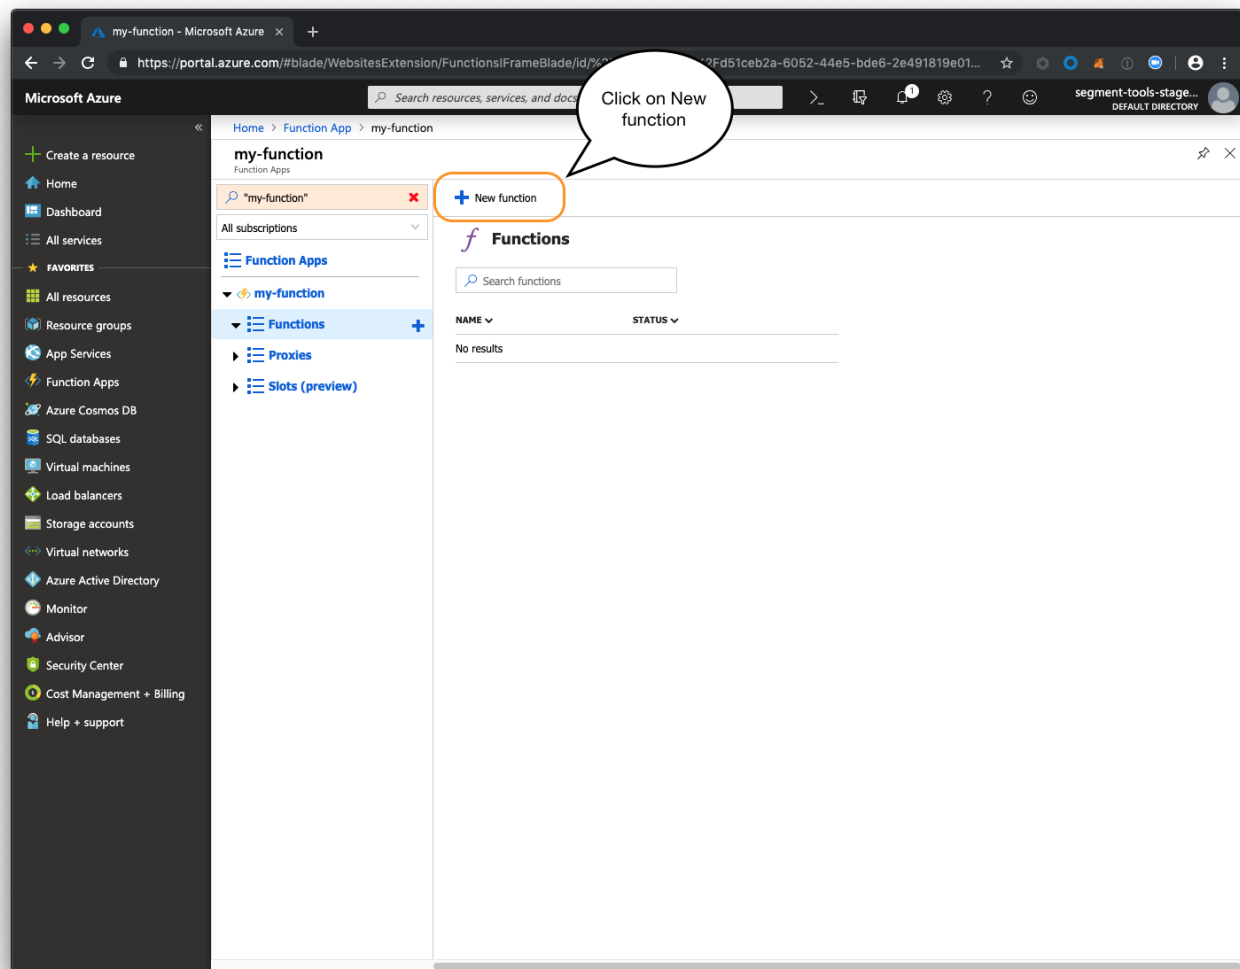 my-function - Microsoft Azure
https://portal.azure.com/#blade/WebsitesExtension/FunctionsIFrameBlade/id/%2Fd51ceb2a-6052-44e5-bde6-2e491819e01...
Microsoft Azure
Search resources, services, and docs
1
segment-tools-stage...
DEFAULT DIRECTORY
Click on New
function
Home > Function App > my-function
my-function
Function Apps
Create a resource
Home
Dashboard
All services
FAVORITES
All resources
Resource groups
App Services
Function Apps
Azure Cosmos DB
SQL databases
Virtual machines
Load balancers
Storage accounts
Virtual networks
Azure Active Directory
Monitor
Advisor
Security Center
Cost Management + Billing
Help + support
"my-function"
All subscriptions
Function Apps
my-function
Functions
Proxies
Slots (preview)
New function
Functions
Search functions
NAME STATUS
No results